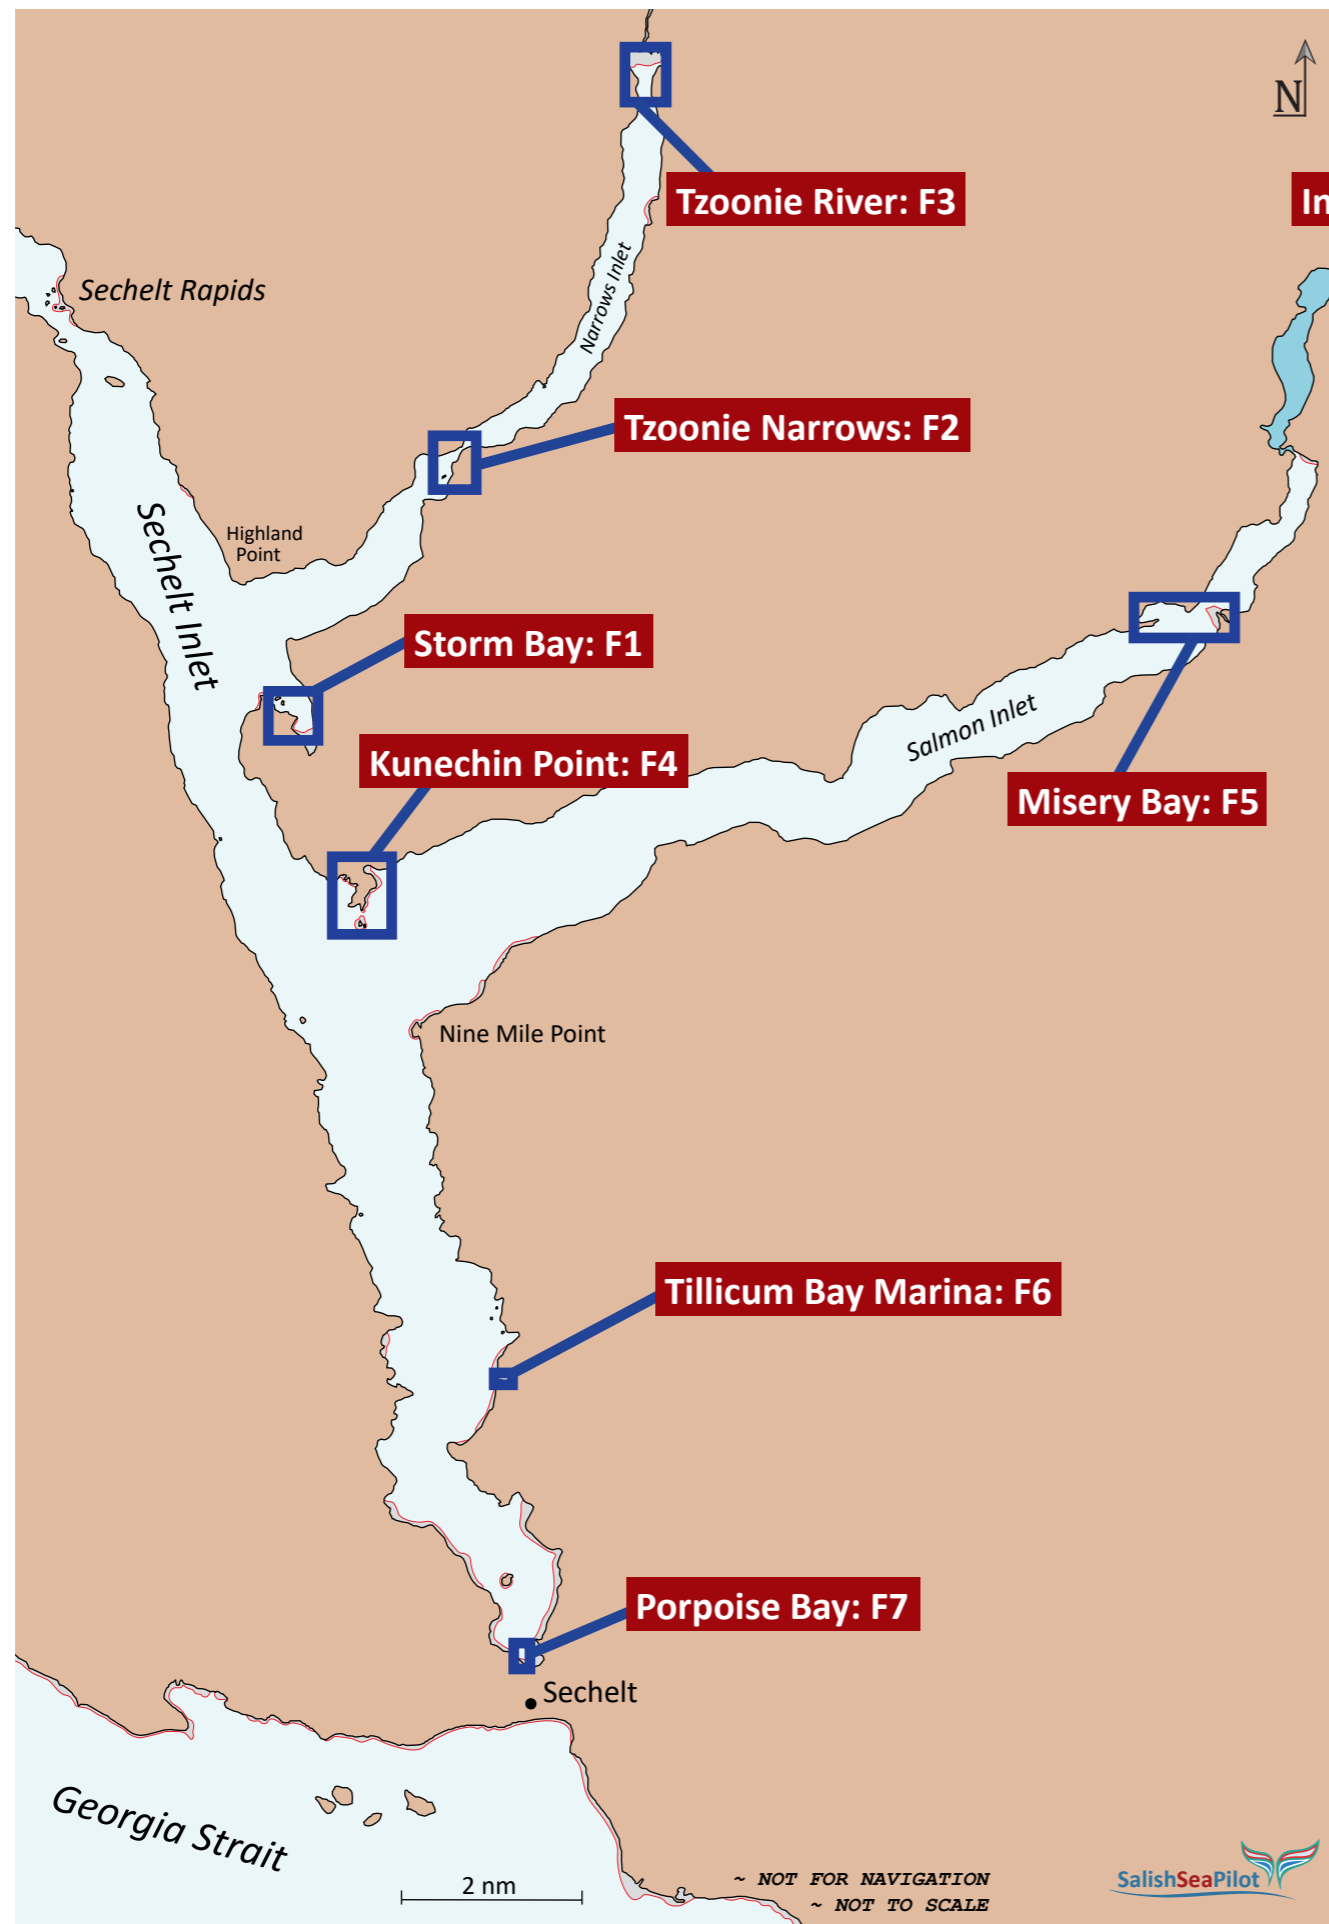 N
Tzoonie River: F3
In
Sechelt Rapids
Narrows Inlet
Tzoonie Narrows: F2
Sechelt Inlet
Highland
Point
Storm Bay: F1
Salmon Inlet
Kunechin Point: F4
Misery Bay: F5
Nine Mile Point
Tillicum Bay Marina: F6
Porpoise Bay: F7
Sechelt
Georgia Strait
2 nm
~ NOT FOR NAVIGATION
~ NOT TO SCALE
SalishSeaPilot